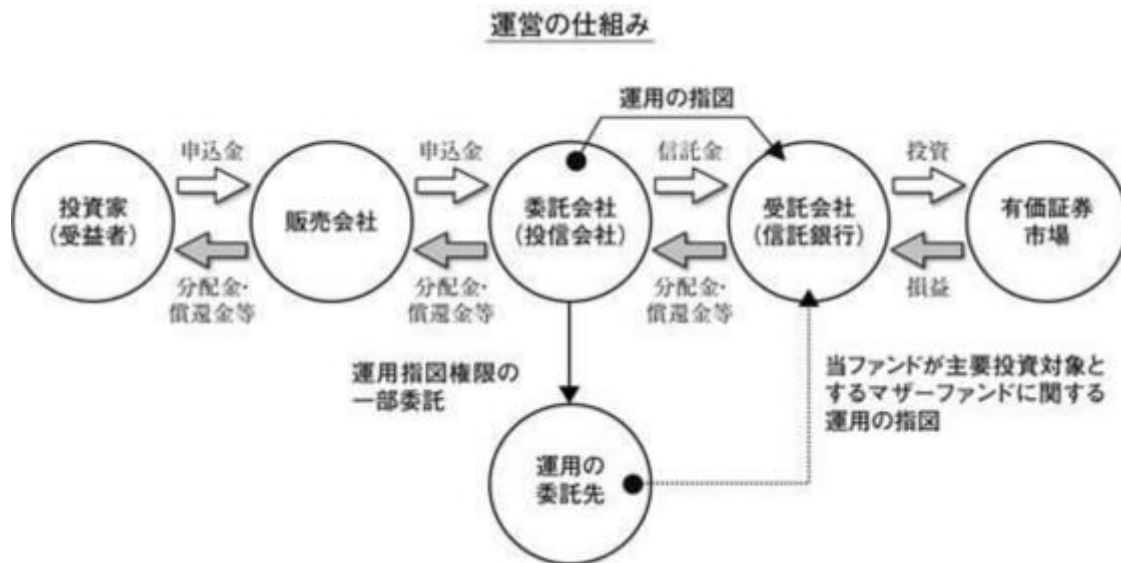 運営の仕組み
運用の指図
申込金
申込金
信託金
投資
投資家
(受益者)
販売会社
委託会社
(投信会社)
受託会社
(信託銀行)
有価証券
市場
分配金・
償還金等
分配金・
償還金等
分配金・
償還金等
損益
運用指図権限の
一部委託
当ファンドが主要投資対象と
するマザーファンドに関する
運用の指図
運用の
委託先